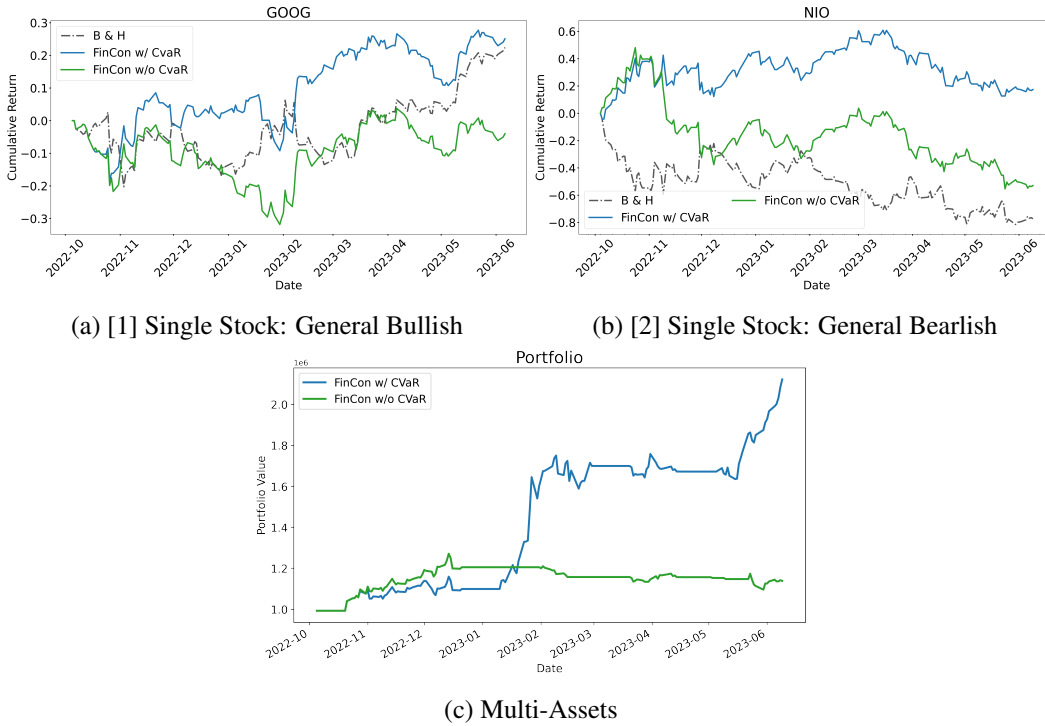 GOOG
Cumulative Return
0.3
0.2
0.1
0.0
−0.1
−0.2
−0.3
B & H
FinCon w/ CvaR
FinCon w/o CvaR
2022-10
2022-11
2022-12
2023-01
2023-02
2023-03
2023-04
2023-05
2023-06
Date
(a) [1] Single Stock: General Bullish
NIO
Cumulative Return
0.6
0.4
0.2
0.0
−0.2
−0.4
−0.6
−0.8
B & H
FinCon w/ CVaR
FinCon w/o CVaR
2022-10
2022-11
2022-12
2023-01
2023-02
2023-03
2023-04
2023-05
2023-06
Date
(b) [2] Single Stock: General Bearlish
Portfolio
1e6
Portfolio Value
2.0
1.8
1.6
1.4
1.2
1.0
FinCon w/ CVaR
FinCon w/o CVaR
2022-10
2022-11
2022-12
2023-01
2023-02
2023-03
2023-04
2023-05
2023-06
Date
(c) Multi-Assets